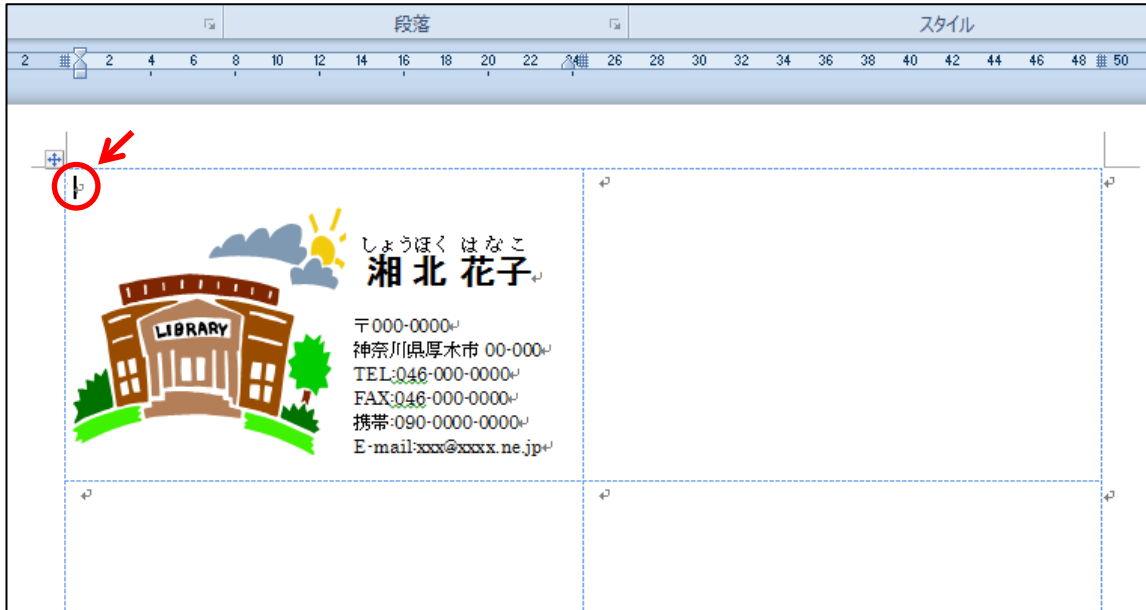 段落 スタイル
2 2 4 6 8 10 12 14 16 18 20 22 24 26 28 30 32 34 36 38 40 42 44 46 48 50
しょうほく はなこ
湘北 花子
LIBRARY
〒000-0000
神奈川県厚木市 00-000
TEL:046-000-0000
FAX:046-000-0000
携帯:090-0000-0000
E-mail:xxx@xxxx.ne.jp